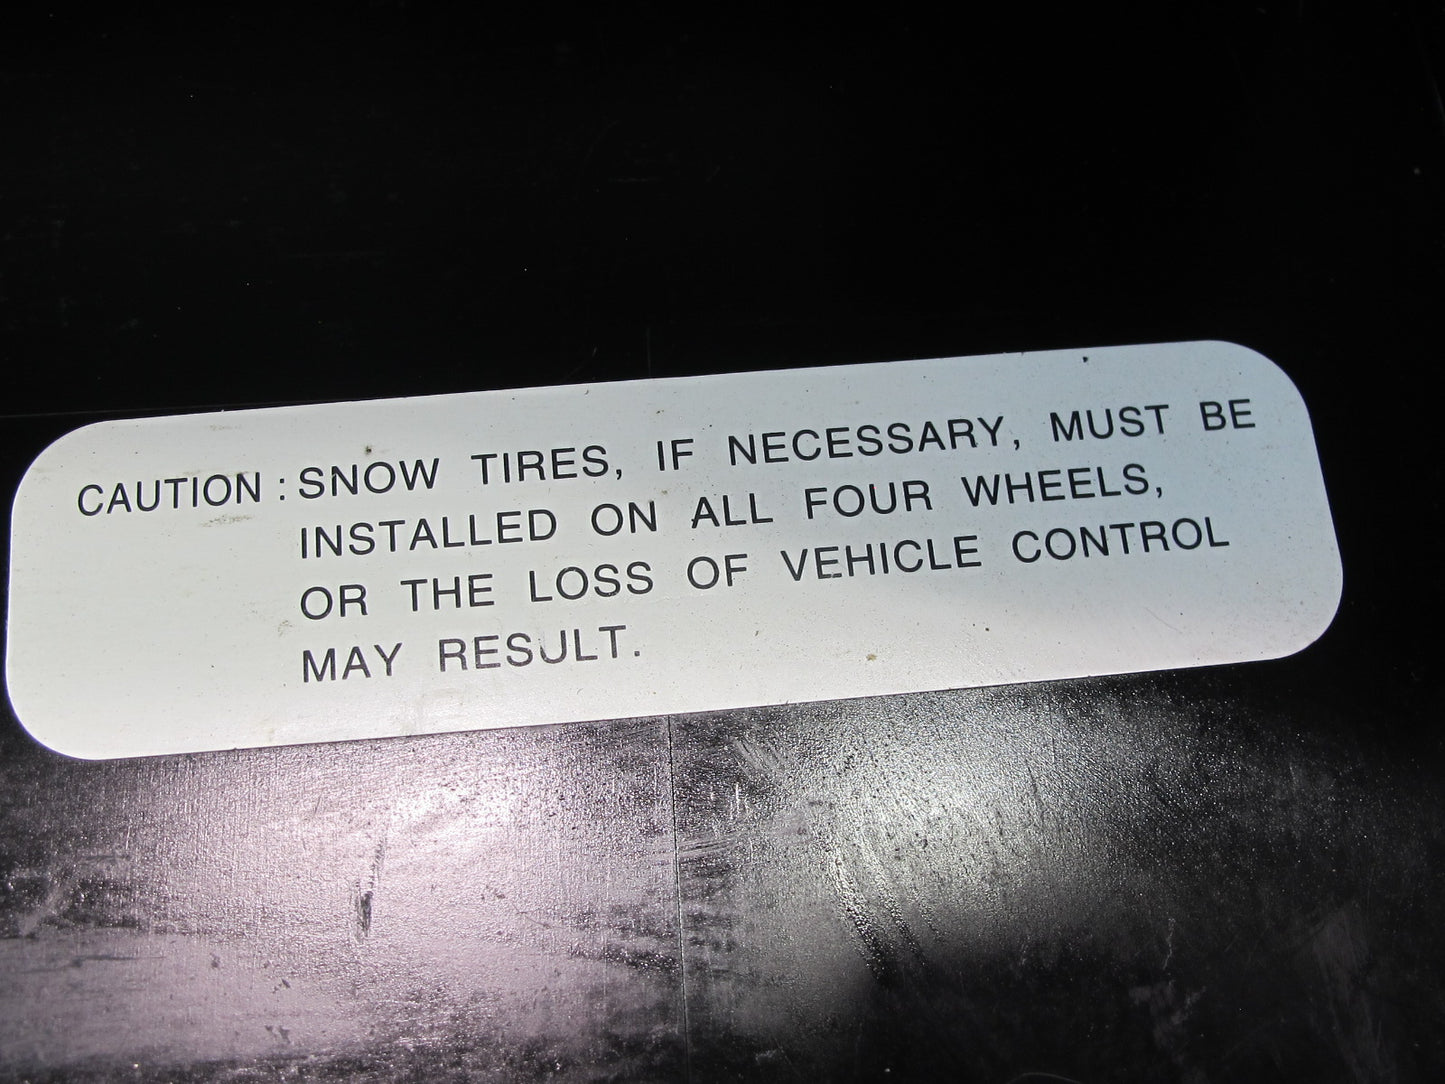 CAUTION : SNOW TIRES, IF NECESSARY, MUST BE
INSTALLED ON ALL FOUR WHEELS,
OR THE LOSS OF VEHICLE CONTROL
MAY RESULT.